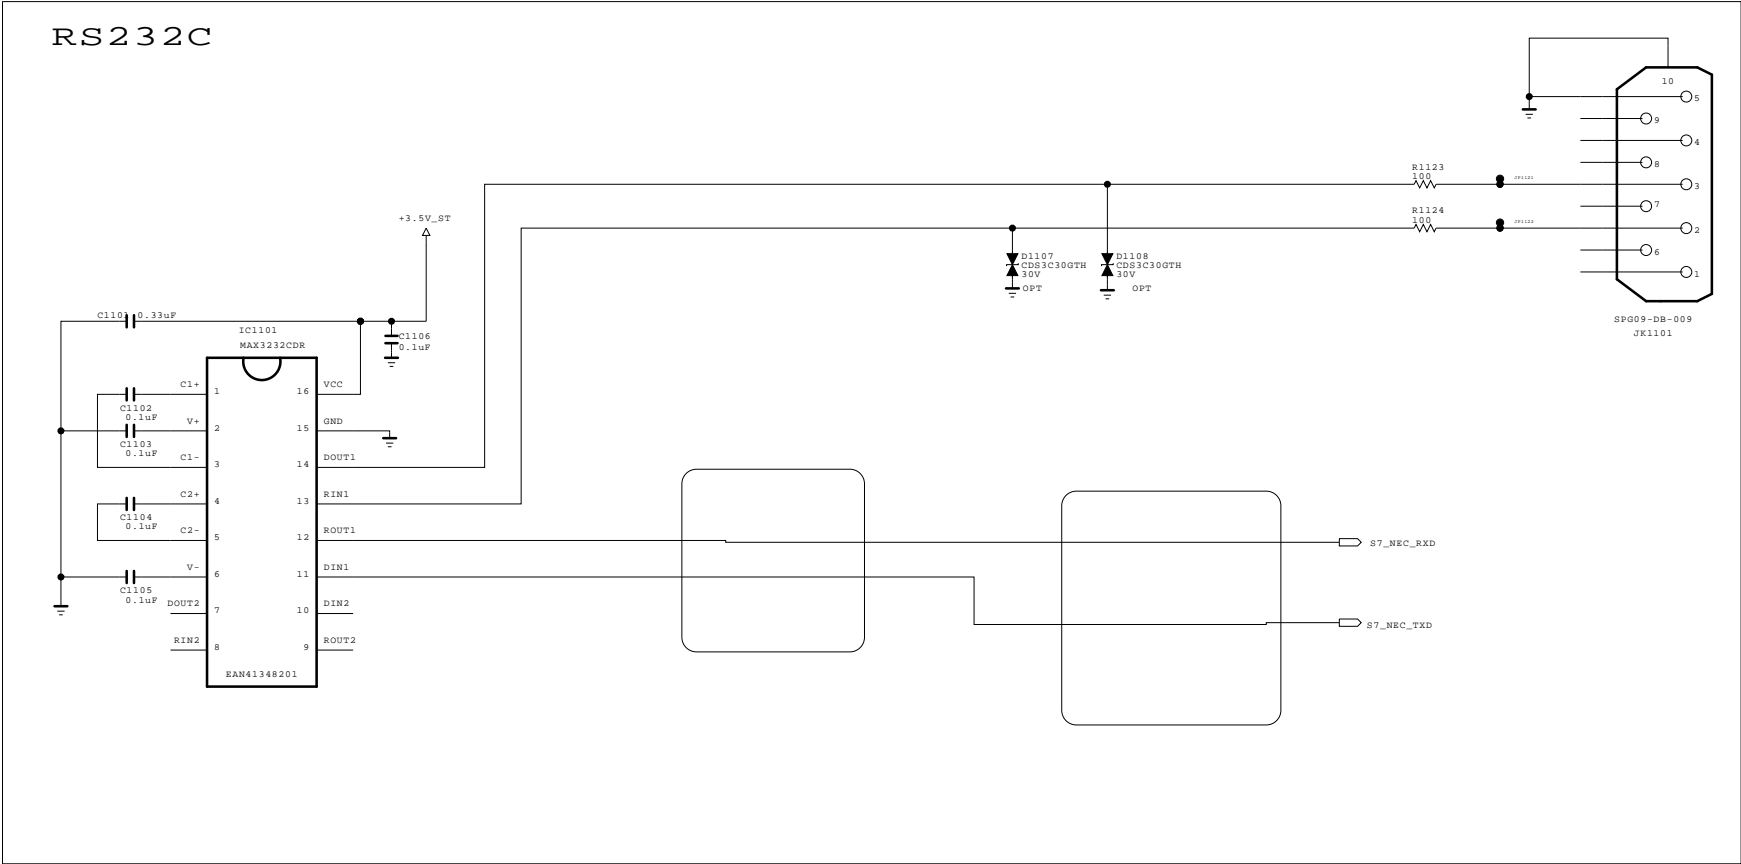 RS232C
10
5
9
4
8
3
7
2
6
1
SPG09-DB-009
JK1101
R1123
100
JP1121
R1124
100
JP1122
+3.5V_ST
D1107
CDS3C30GTH
30V
OPT
D1108
CDS3C30GTH
30V
OPT
C1101 0.33uF
C1106
0.1uF
IC1101
MAX3232CDR
C1+ 1 16 VCC
C1102
0.1uF
V+ 2 15 GND
C1103
0.1uF
C1- 3 14 DOUT1
C2+ 4 13 RIN1
C1104
0.1uF
C2- 5 12 ROUT1
V- 6 11 DIN1
C1105
0.1uF
DOUT2 7 10 DIN2
RIN2 8 9 ROUT2
EAN41348201
S7_NEC_RXD
S7_NEC_TXD